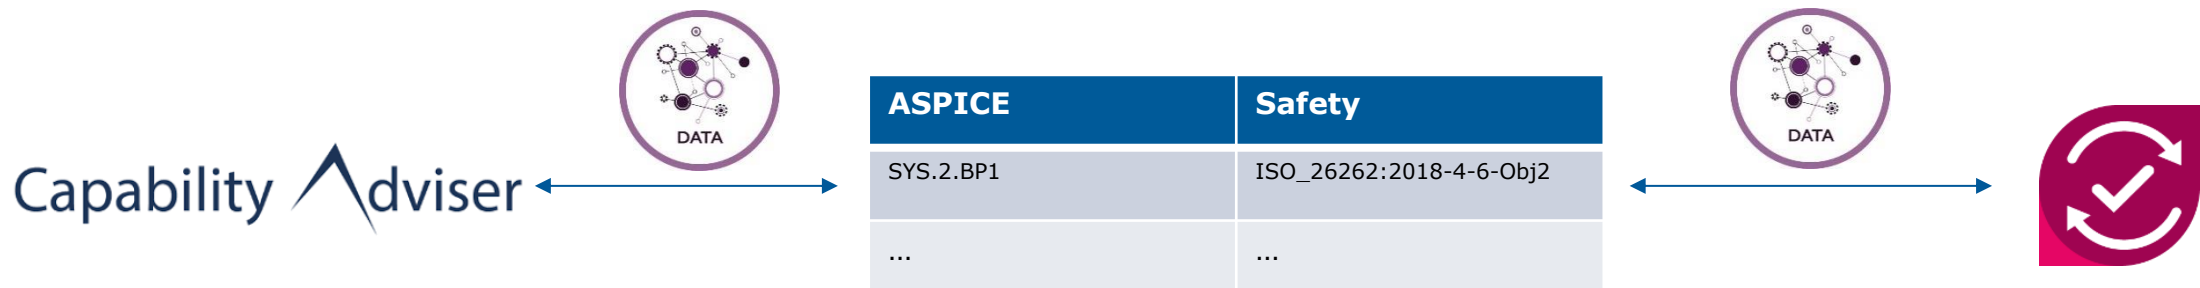 Capability Adviser
DATA
ASPICE Safety
SYS.2.BP1 ISO_26262:2018-4-6-Obj2
... ...
DATA